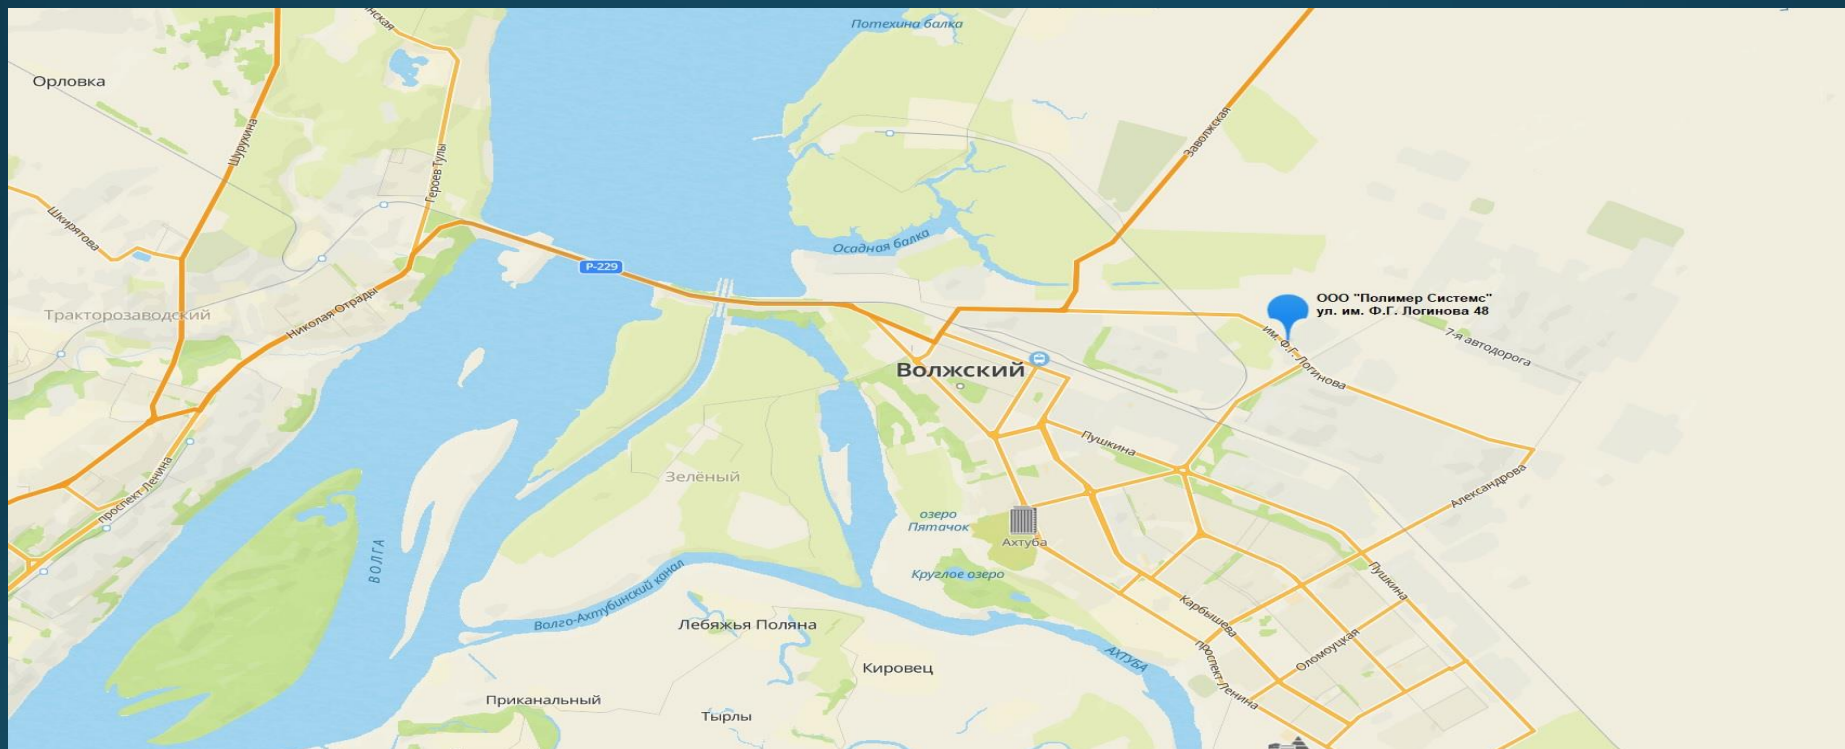 Потехина балка
Орловка
Шурухина
Героев Тулы
Заволжская
Шкирятова
Осадная балка
Р-229
Николая Отрады
Тракторозаводский
ООО "Полимер Системс"
ул. им. Ф.Г. Логинова 48
им. Ф.Г. Логинова
7-я автодорога
Волжский
Пушкина
проспект Ленина
Зелёный
Александрова
озеро
Пятачок
Ахтуба
ВОЛГА
Круглое озеро
Волго-Ахтубинский канал
Пушкина
Карбышева
Лебяжья Поляна
Оломоуцкая
Кировец
АХТУБА
проспект Ленина
Приканальный
Тырлы